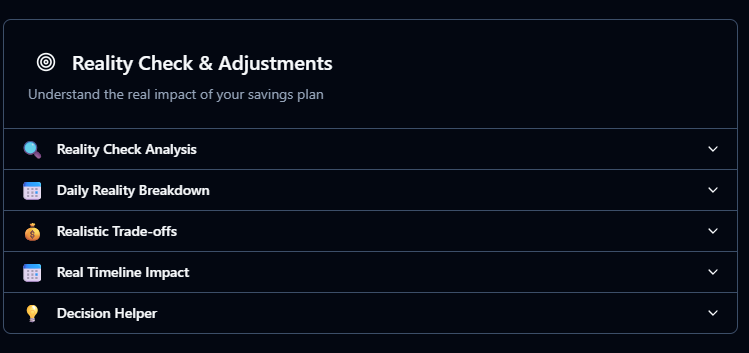 Reality Check & Adjustments
Understand the real impact of your savings plan
Reality Check Analysis
Daily Reality Breakdown
Realistic Trade-offs
Real Timeline Impact
Decision Helper